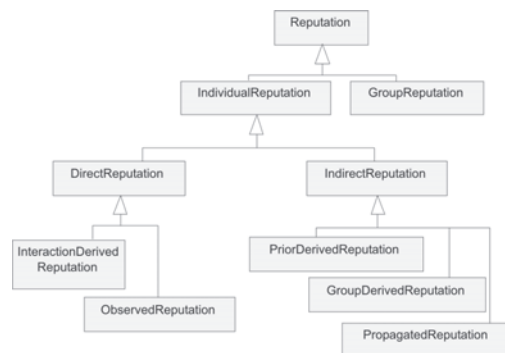 Reputation
IndividualReputation
GroupReputation
DirectReputation
IndirectReputation
InteractionDerived
Reputation
PriorDerivedReputation
GroupDerivedReputation
ObservedReputation
PropagatedReputation